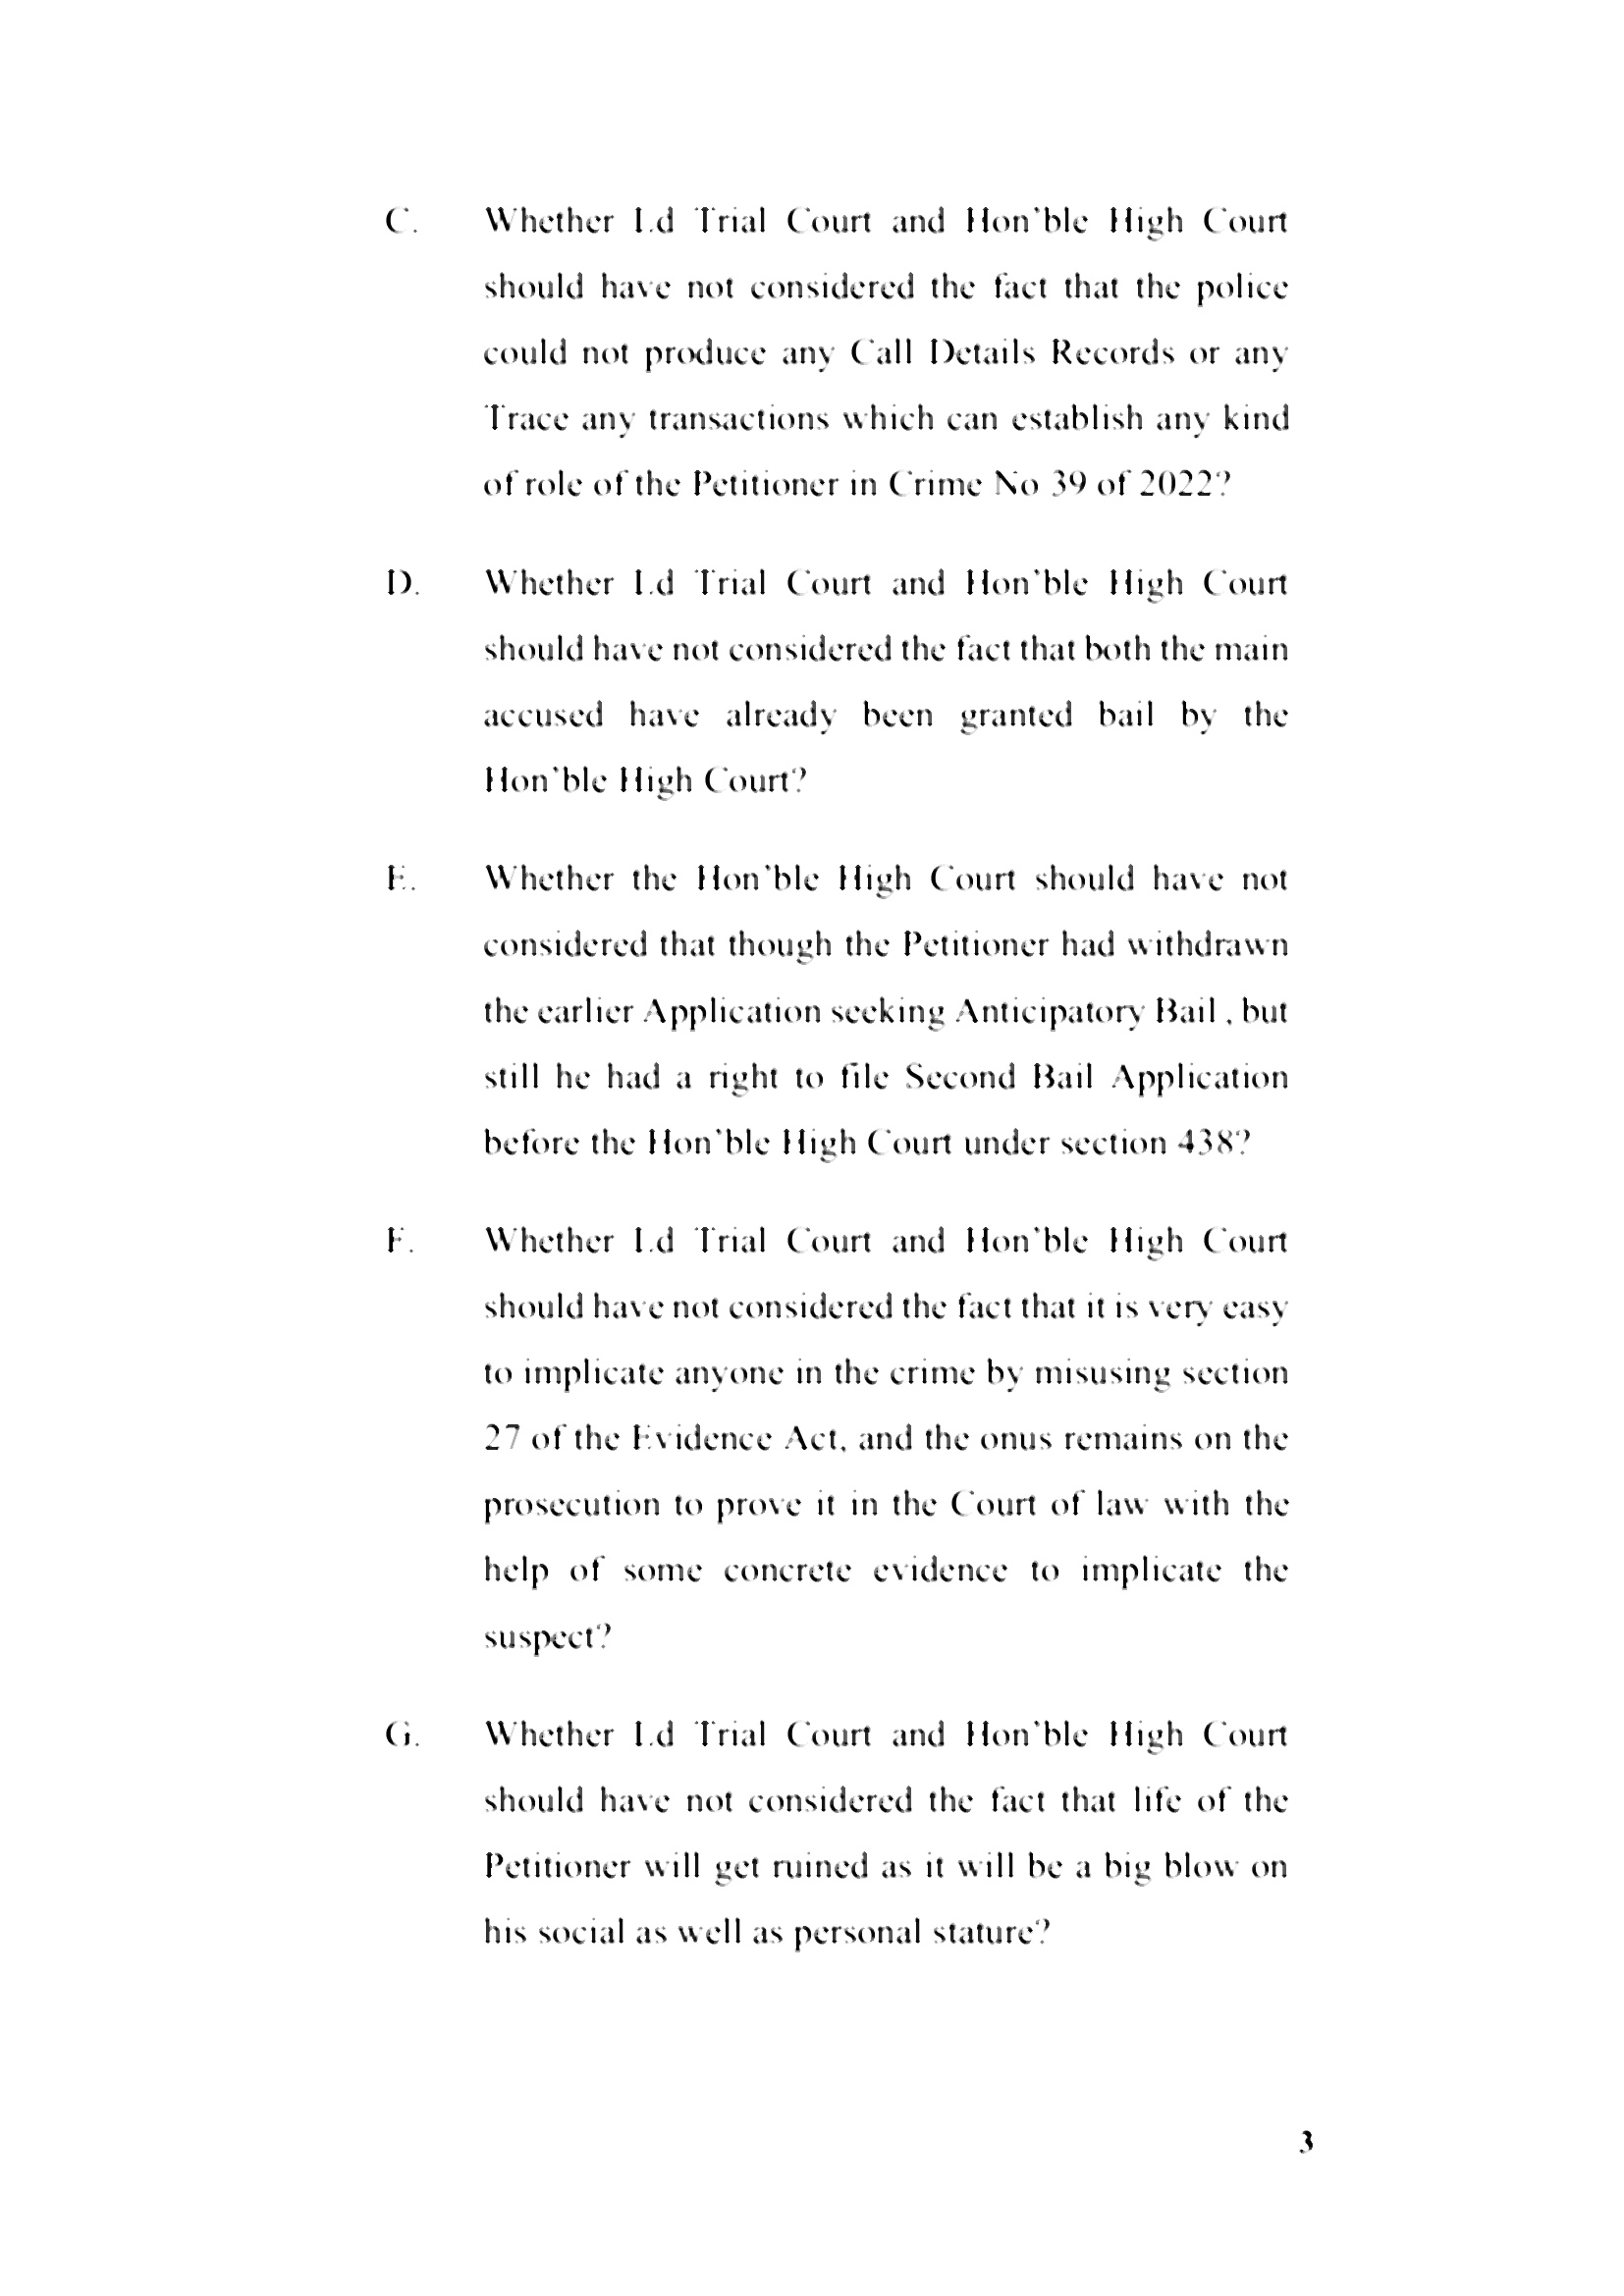 C. Whether Ld Trial Court and Hon'ble High Court
should have not considered the fact that the police
could not produce any Call Details Records or any
Trace any transactions which can establish any kind
of role of the Petitioner in Crime No 39 of 2022?
D. Whether Ld Trial Court and Hon'ble High Court
should have not considered the fact that both the main
accused have already been granted bail by the
Hon'ble High Court?
E. Whether the Hon'ble High Court should have not
considered that though the Petitioner had withdrawn
the earlier Application seeking Anticipatory Bail , but
still he had a right to file Second Bail Application
before the Hon'ble High Court under section 438?
F. Whether Ld Trial Court and Hon'ble High Court
should have not considered the fact that it is very easy
to implicate anyone in the crime by misusing section
27 of the Evidence Act, and the onus remains on the
prosecution to prove it in the Court of law with the
help of some concrete evidence to implicate the
suspect?
G. Whether Ld Trial Court and Hon'ble High Court
should have not considered the fact that life of the
Petitioner will get ruined as it will be a big blow on
his social as well as personal stature?
3